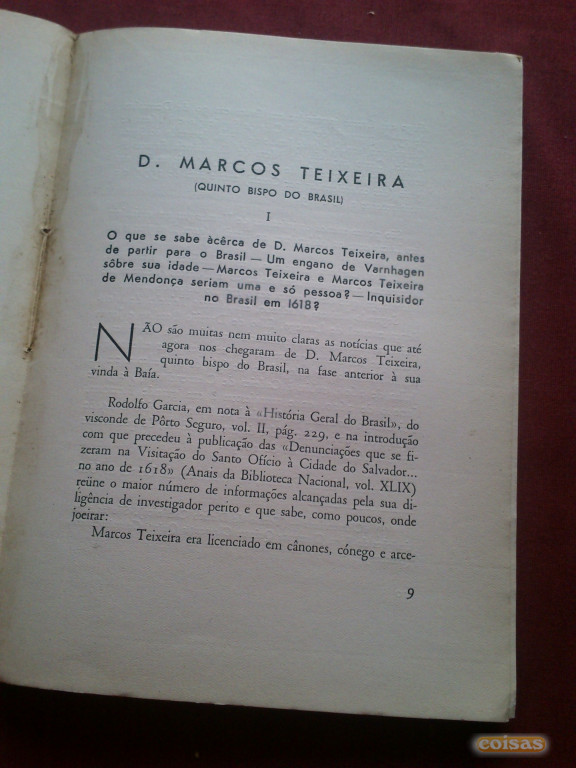 D. MARCOS TEIXEIRA
(QUINTO BISPO DO BRASIL)
I
O que se sabe àcêrca de D. Marcos Teixeira, antes
de partir para o Brasil — Um engano de Varnhagen
sôbre sua idade — Marcos Teixeira e Marcos Teixeira
de Mendonça seriam uma e só pessoa? — Inquisidor
no Brasil em 1618?
NÃO são muitas nem muito claras as notícias que até
agora nos chegaram de D. Marcos Teixeira,
quinto bispo do Brasil, na fase anterior à sua
vinda à Baía.
Rodolfo Garcia, em nota à «História Geral do Brasil», do
visconde de Pôrto Seguro, vol. II, pág. 229, e na introdução
com que precedeu à publicação das «Denunciações que se fi-
zeram na Visitação do Santo Ofício à Cidade do Salvador...
no ano de 1618» (Anais da Biblioteca Nacional, vol. XLIX)
reüne o maior número de informações alcançadas pela sua di-
ligência de investigador perito e que sabe, como poucos, onde
joeirar:
Marcos Teixeira era licenciado em cânones, cónego e arce-
9
coisas